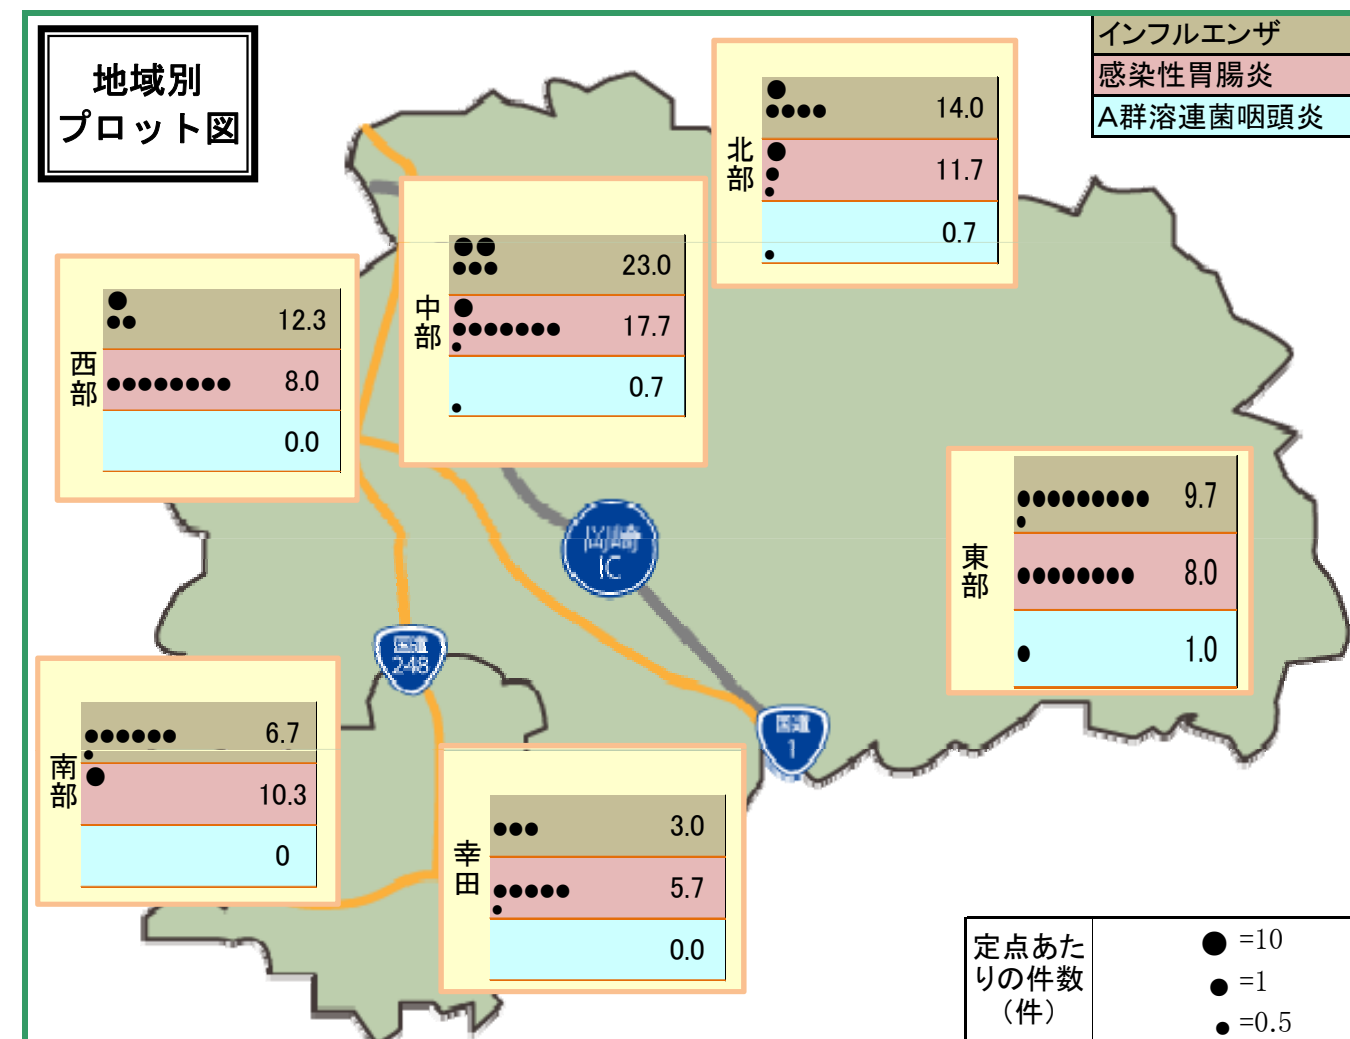 地域別
プロット図
インフルエンザ
感染性胃腸炎
A群溶連菌咽頭炎
北部
14.0
11.7
0.7
中部
23.0
17.7
0.7
西部
12.3
8.0
0.0
東部
9.7
8.0
1.0
岡崎
IC
国道
248
国道
1
南部
6.7
10.3
0
幸田
3.0
5.7
0.0
定点あた
りの件数
（件）
●=10
●=1
●=0.5